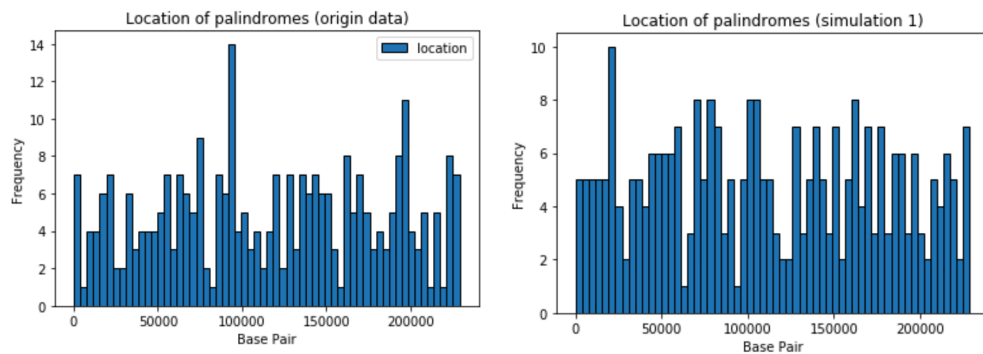 Location of palindromes (origin data)
14
12
10
8
6
4
2
0
Frequency
location
0 50000 100000 150000 200000
Base Pair
Location of palindromes (simulation 1)
10
8
6
4
2
0
Frequency
0 50000 100000 150000 200000
Base Pair